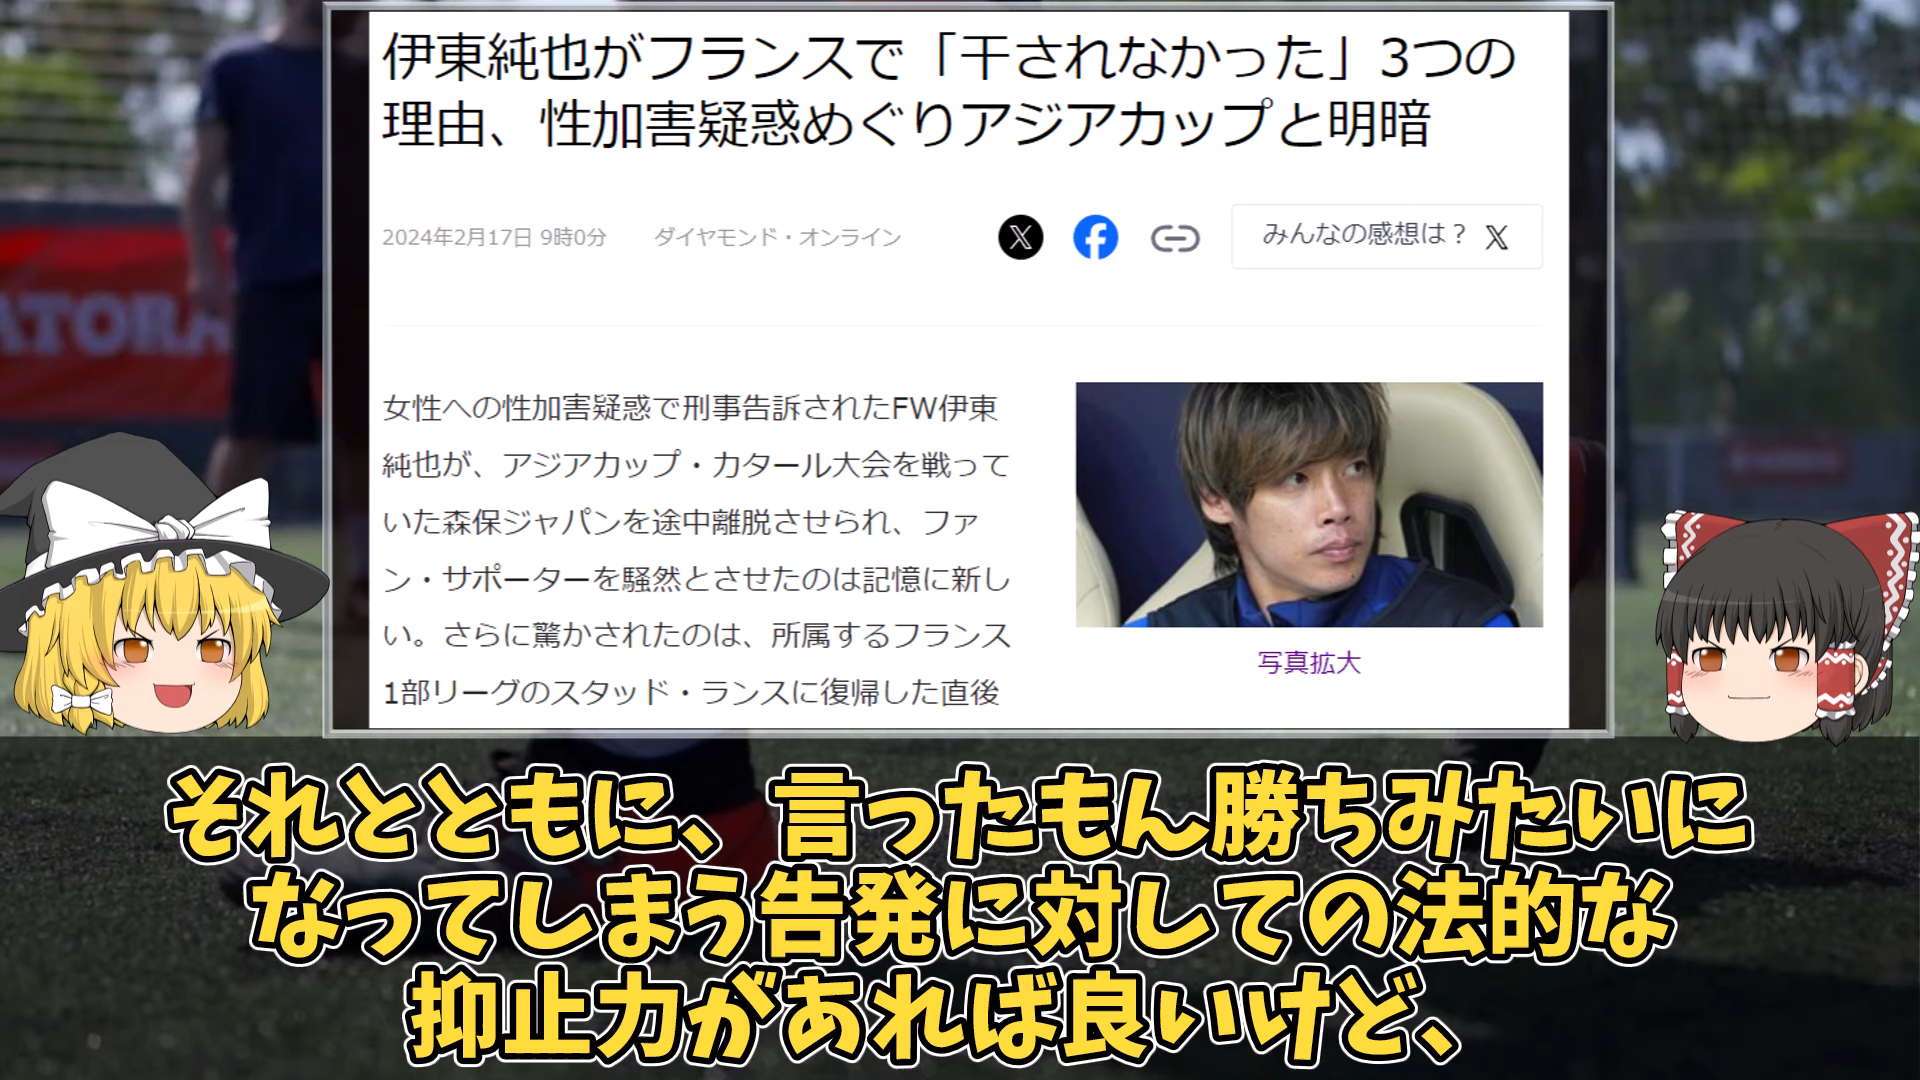 伊東純也がフランスで「干されなかった」3つの
理由、性加害疑惑めぐりアジアカップと明暗
2024年2月17日 9時0分 ダイヤモンド・オンライン
みんなの感想は？
女性への性加害疑惑で刑事告訴されたFW伊東
純也が、アジアカップ・カタール大会を戦って
いた森保ジャパンを途中離脱させられ、ファ
ン・サポーターを騒然とさせたのは記憶に新し
い。さらに驚かされたのは、所属するフランス
1部リーグのスタッド・ランスに復帰した直後
写真拡大
それとともに、言ったもん勝ちみたいに
なってしまう告発に対しての法的な
抑止力があれば良いけど、